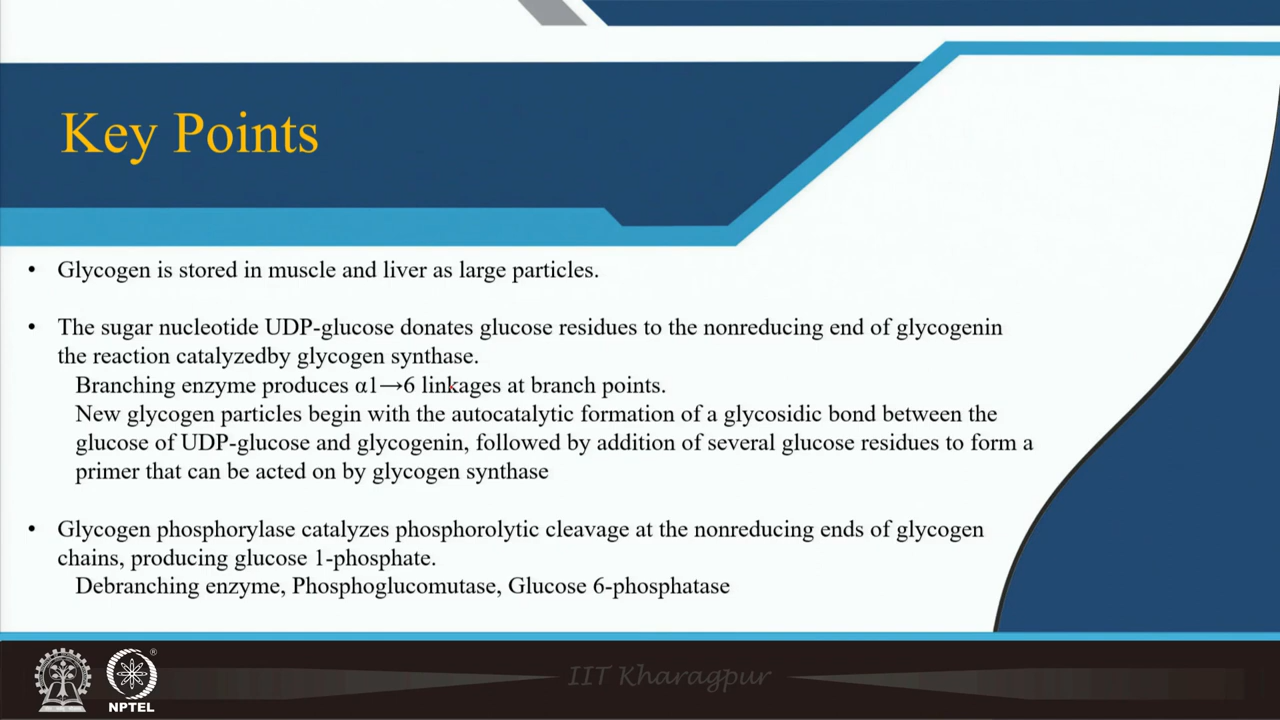 Key Points
• Glycogen is stored in muscle and liver as large particles.
• The sugar nucleotide UDP-glucose donates glucose residues to the nonreducing end of glycogenin
the reaction catalyzedby glycogen synthase.
Branching enzyme produces α1→6 linkages at branch points.
New glycogen particles begin with the autocatalytic formation of a glycosidic bond between the
glucose of UDP-glucose and glycogenin, followed by addition of several glucose residues to form a
primer that can be acted on by glycogen synthase
• Glycogen phosphorylase catalyzes phosphorolytic cleavage at the nonreducing ends of glycogen
chains, producing glucose 1-phosphate.
Debranching enzyme, Phosphoglucomutase, Glucose 6-phosphatase
IIT Kharagpur
®
NPTEL